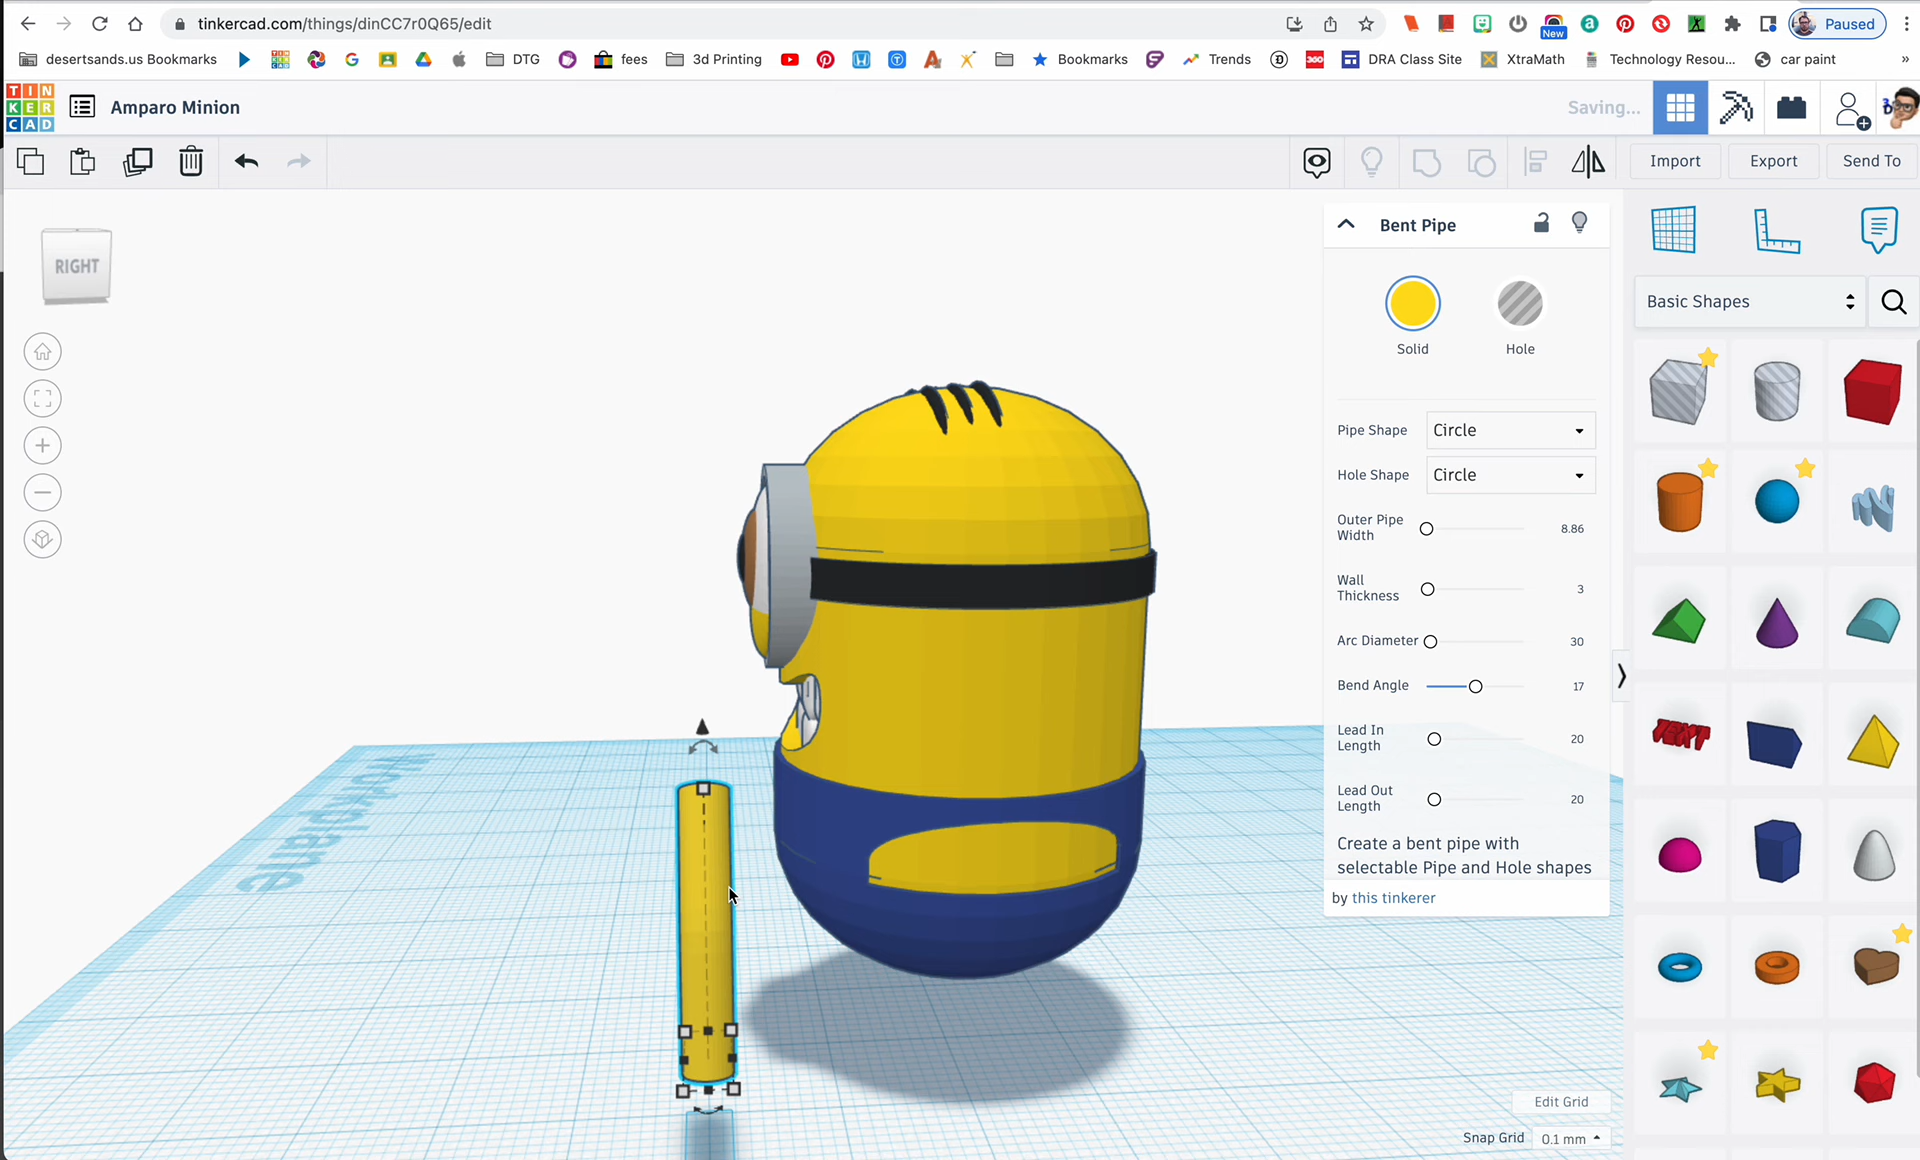 tinkercad.com/things/dinCC7r0Q65/edit
New
Paused
desertsands.us Bookmarks
DTG
fees
3d Printing
Bookmarks
Trends
300
DRA Class Site
XtraMath
Technology Resou...
car paint
»
TIN
KER
CAD
Amparo Minion
Saving...
Import
Export
Send To
RIGHT
Workplane
Bent Pipe
Solid
Hole
Pipe Shape
Circle
Hole Shape
Circle
Outer Pipe
Width
8.86
Wall
Thickness
3
Arc Diameter
30
Bend Angle
17
Lead In
Length
20
Lead Out
Length
20
Create a bent pipe with
selectable Pipe and Hole shapes
by this tinkerer
Basic Shapes
TEXT
Edit Grid
Snap Grid
0.1 mm